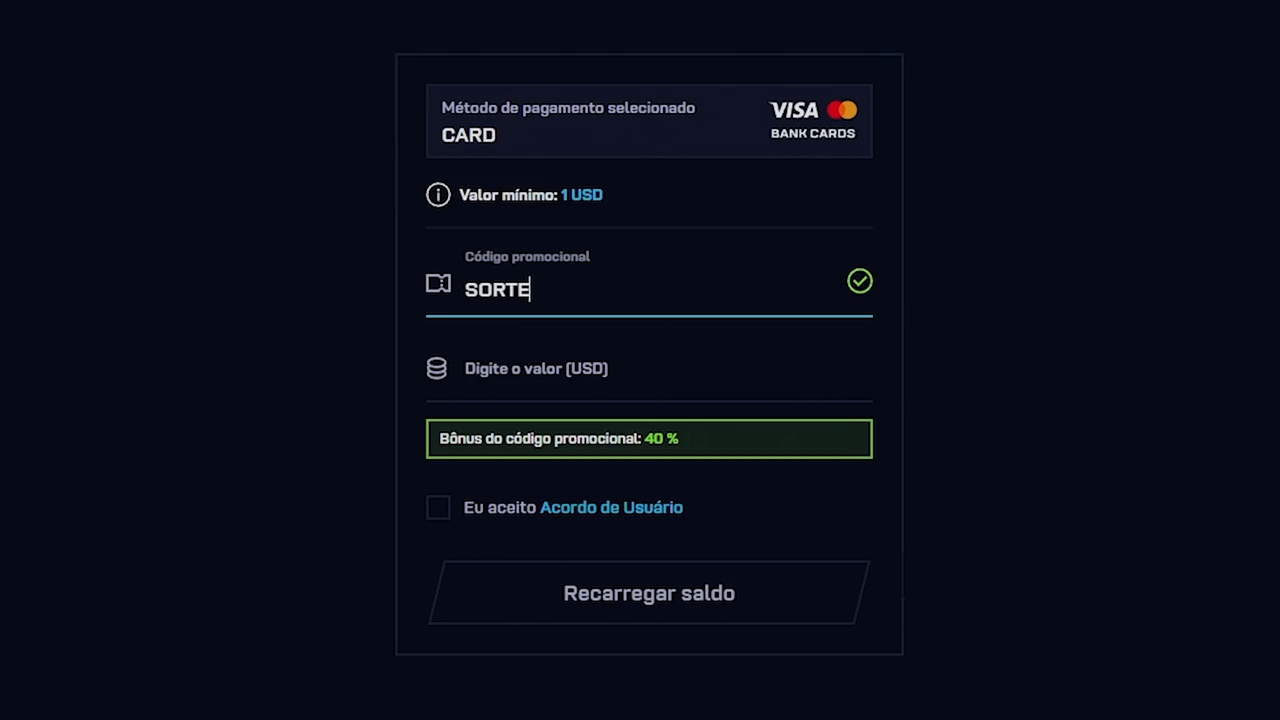 Método de pagamento selecionado
CARD
VISA
BANK CARDS
Valor mínimo: 1 USD
Código promocional
SORTE
Digite o valor (USD)
Bônus do código promocional: 40 %
Eu aceito Acordo de Usuário
Recarregar saldo